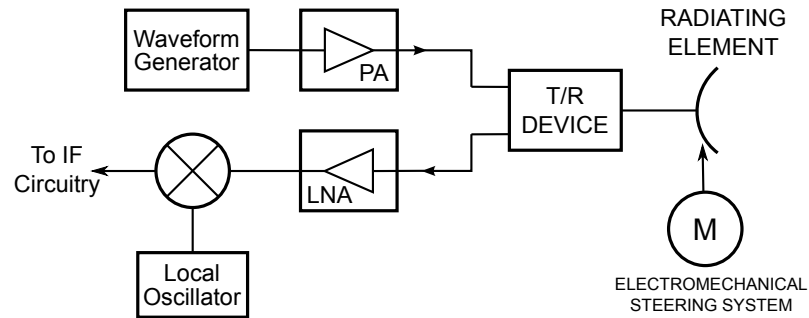 Waveform
Generator
PA
T/R
DEVICE
RADIATING
ELEMENT
To IF
Circuitry
LNA
Local
Oscillator
M
ELECTROMECHANICAL
STEERING SYSTEM